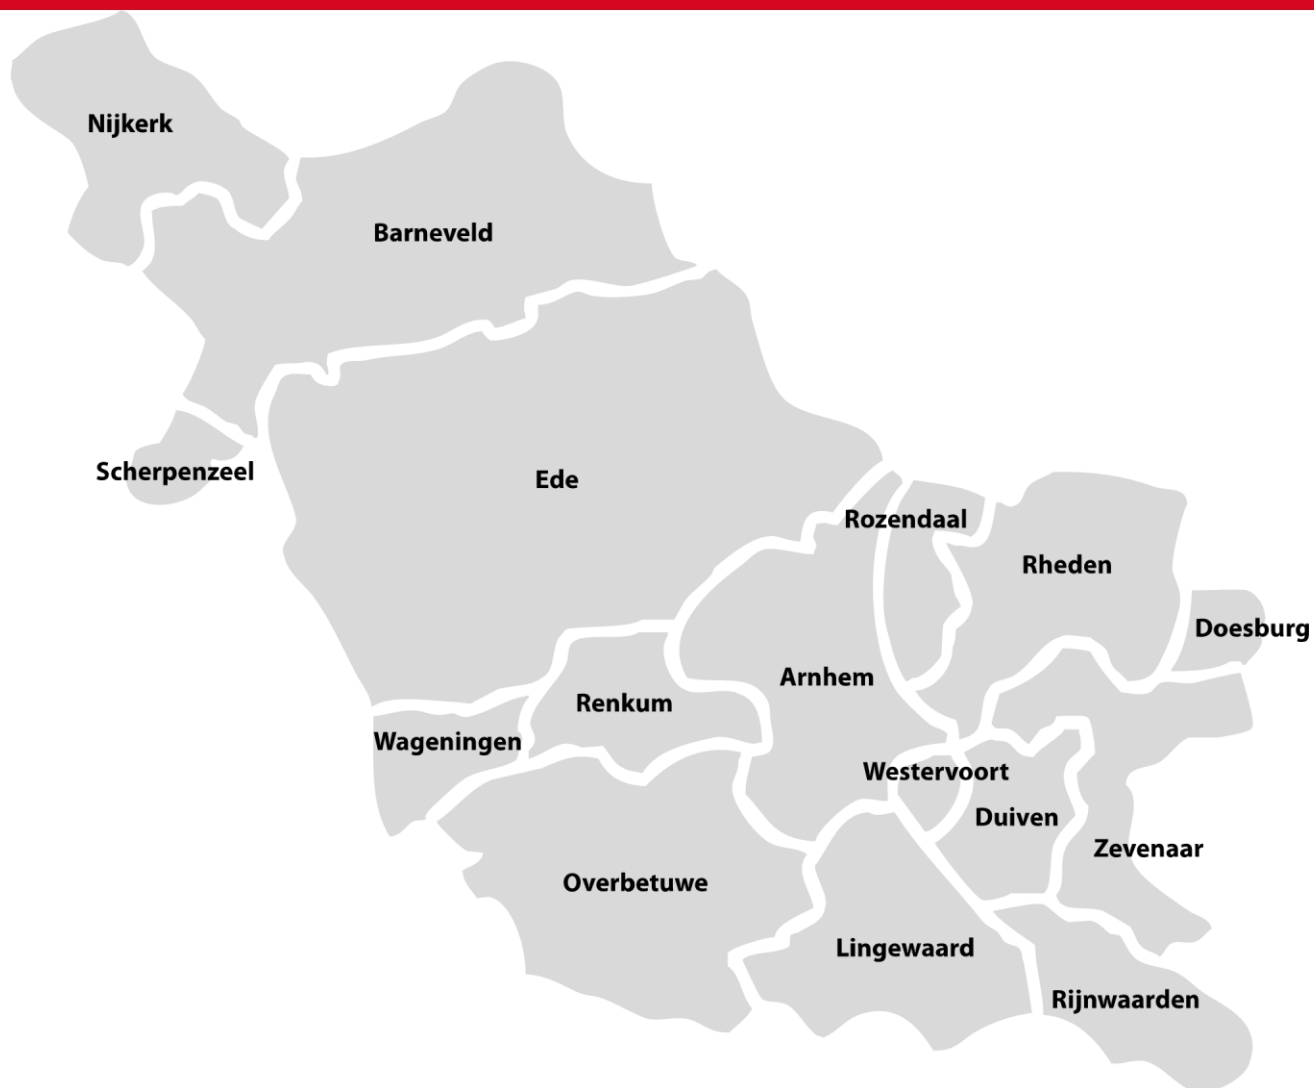 Nijkerk
Barneveld
Scherpenzeel
Ede
Rozendaal
Rheden
Doesburg
Arnhem
Renkum
Wageningen
Westervoort
Duiven
Zevenaar
Overbetuwe
Lingewaard
Rijnwaarden